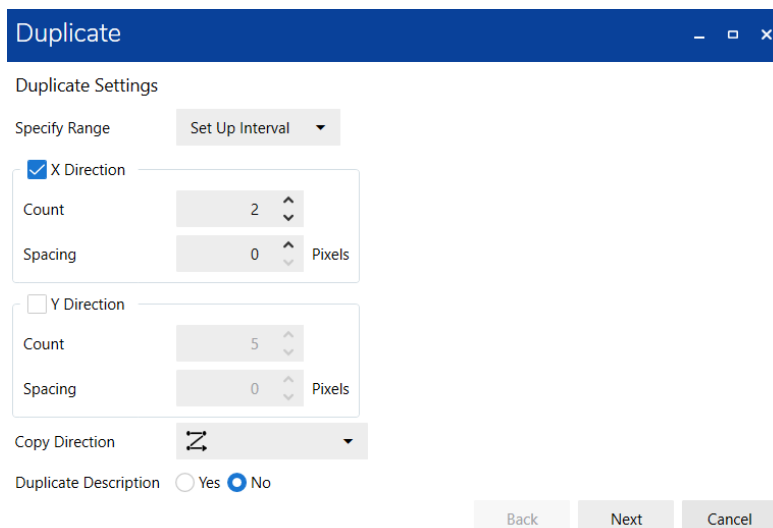 Duplicate
Duplicate Settings
Specify Range Set Up Interval
X Direction
Count 2
Spacing 0 Pixels
Y Direction
Count 5
Spacing 0 Pixels
Copy Direction
Duplicate Description Yes No
Back Next Cancel